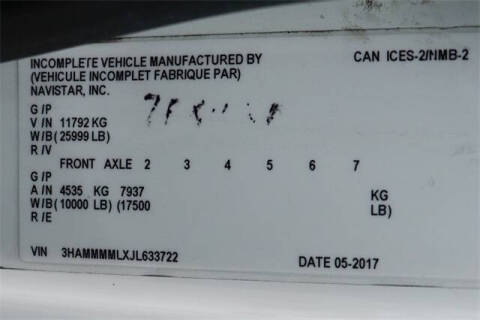 INCOMPLETE VEHICLE MANUFACTURED BY CAN ICES-2/NMB-2
(VEHICULE INCOMPLET FABRIQUE PAR)
NAVISTAR, INC.
G/P
V/N 11792 KG
W/B(25999 LB)
R/V
FRONT AXLE 2 3 4 5 6 7
G/P
A/N 4535 KG 7937 KG
W/B(10000 LB) (17500 LB)
R/E
VIN 3HAMMMMLXJL633722 DATE 05-2017